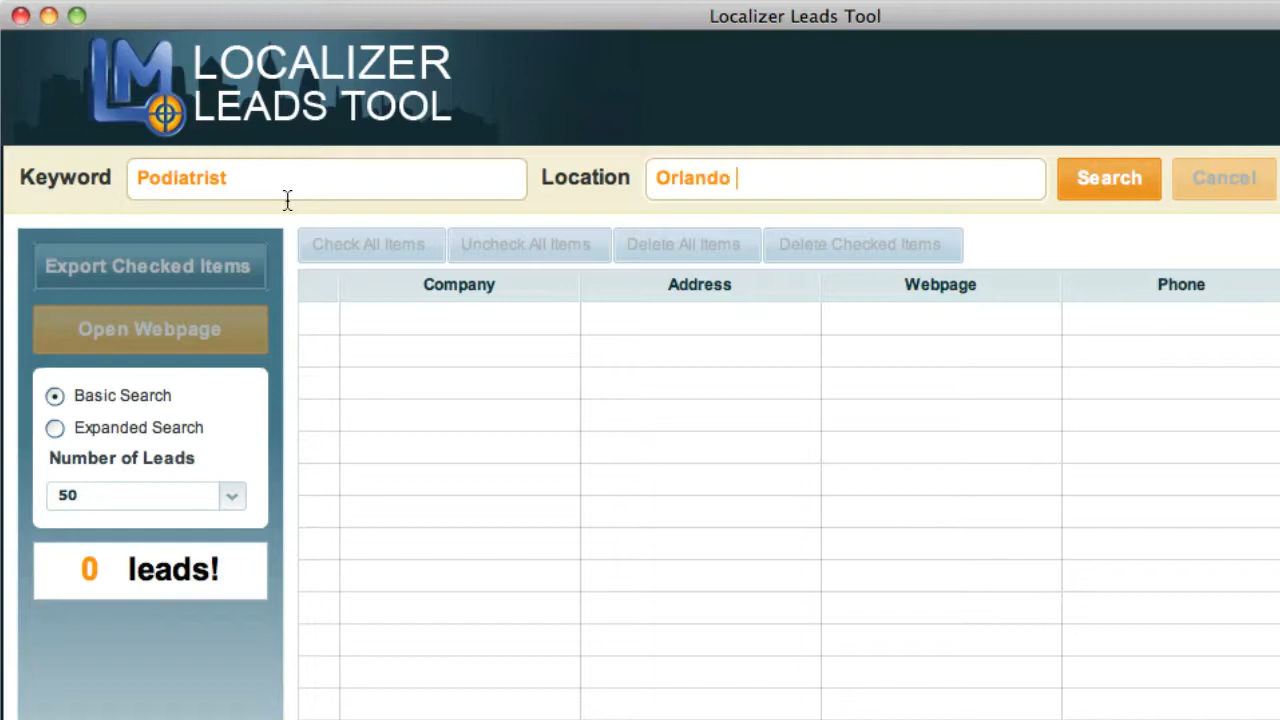 Localizer Leads Tool
LM LOCALIZER
LEADS TOOL
Keyword Podiatrist Location Orlando Search Cancel
Check All Items Uncheck All Items Delete All Items Delete Checked Items
Export Checked Items
Company Address Webpage Phone
Open Webpage
Basic Search
Expanded Search
Number of Leads
50
0 leads!